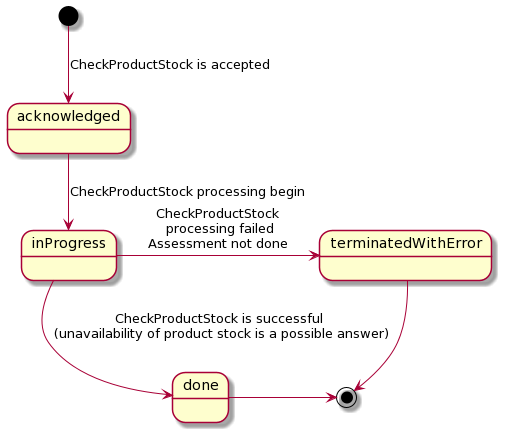 CheckProductStock is accepted
acknowledged
CheckProductStock processing begin
CheckProductStock
processing failed
Assessment not done
inProgress
terminatedWithError
CheckProductStock is successful
(unavailability of product stock is a possible answer)
done